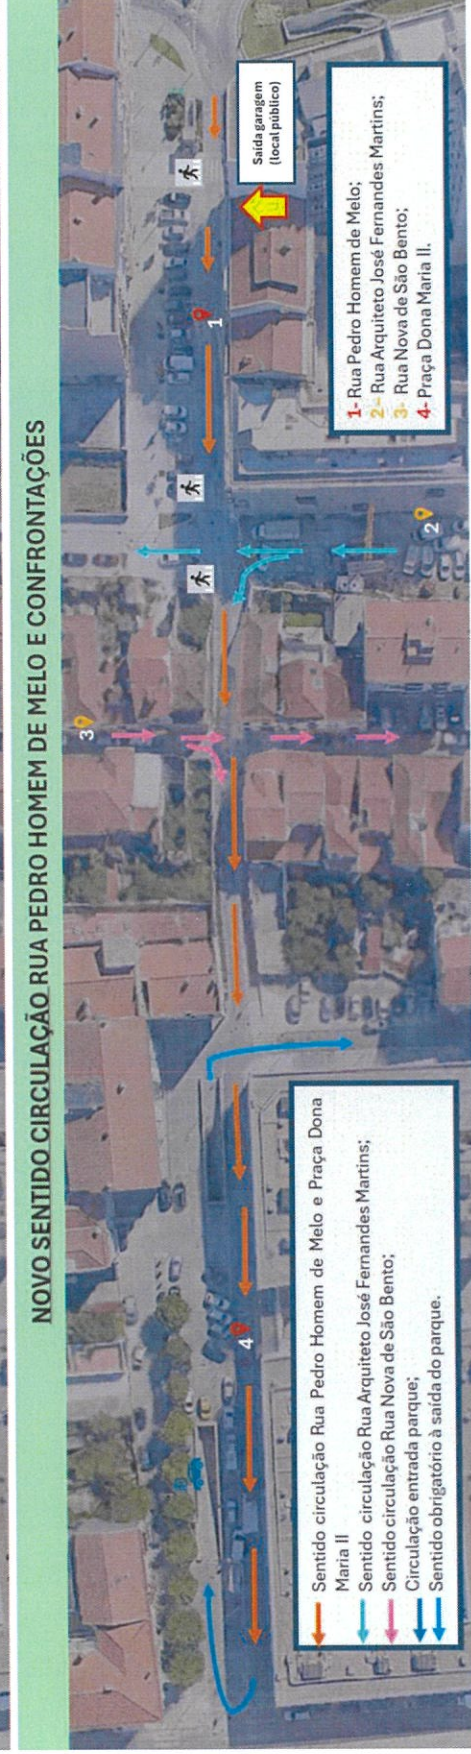 NOVO SENTIDO CIRCULAÇÃO RUA PEDRO HOMEM DE MELO E CONFRONTAÇÕES
3
Saída garagem
(local público)
1
4
2
1- Rua Pedro Homem de Melo;
2- Rua Arquiteto José Fernandes Martins;
3- Rua Nova de São Bento;
4- Praça Dona Maria II.
Sentido circulação Rua Pedro Homem de Melo e Praça Dona
Maria II
Sentido circulação Rua Arquiteto José Fernandes Martins;
Sentido circulação Rua Nova de São Bento;
Circulação entrada parque;
Sentido obrigatório à saída do parque.